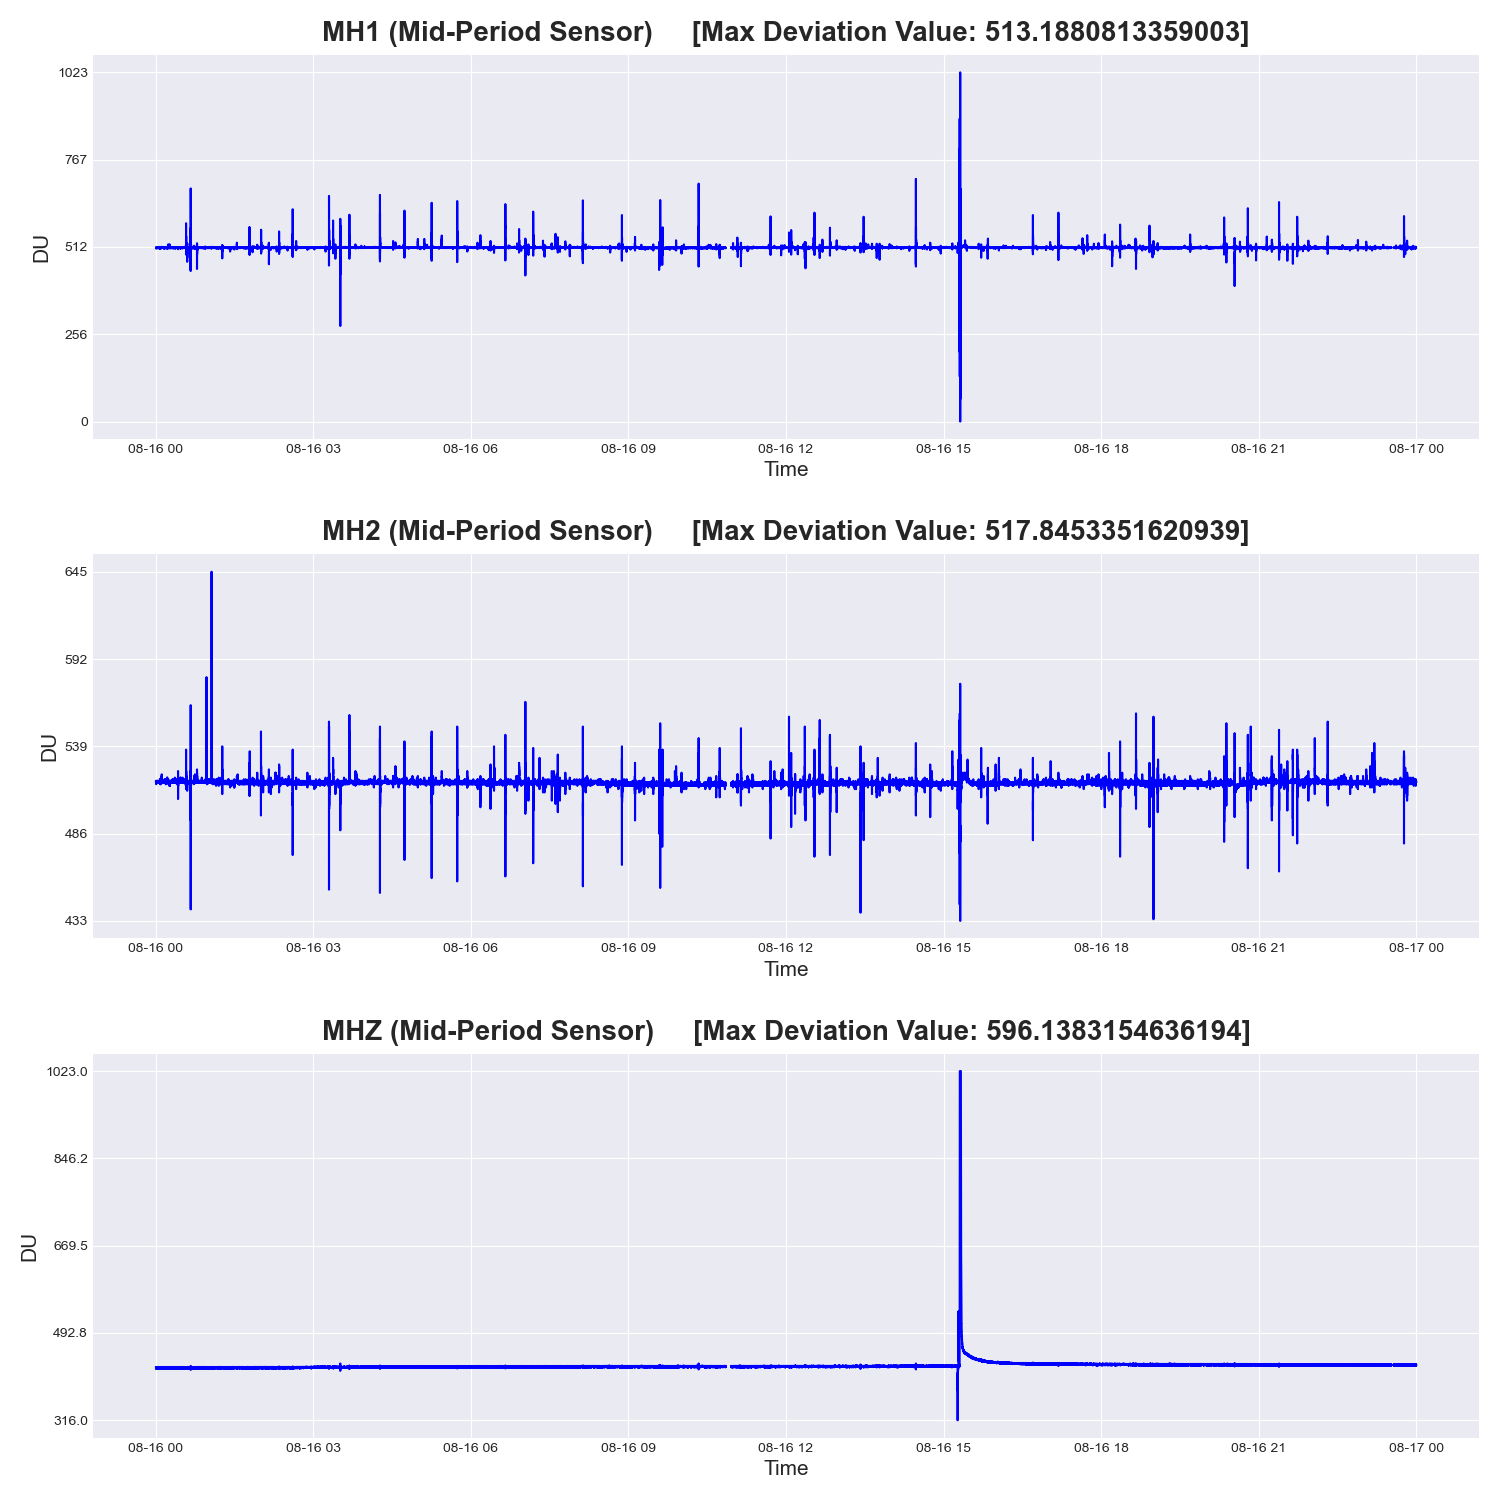 MH1 (Mid-Period Sensor) [Max Deviation Value: 513.1880813359003]
1023
767
512
256
0
DU
08-16 00 08-16 03 08-16 06 08-16 09 08-16 12 08-16 15 08-16 18 08-16 21 08-17 00
Time
MH2 (Mid-Period Sensor) [Max Deviation Value: 517.8453351620939]
645
592
539
486
433
DU
08-16 00 08-16 03 08-16 06 08-16 09 08-16 12 08-16 15 08-16 18 08-16 21 08-17 00
Time
MHZ (Mid-Period Sensor) [Max Deviation Value: 596.1383154636194]
1023.0
846.2
669.5
492.8
316.0
DU
08-16 00 08-16 03 08-16 06 08-16 09 08-16 12 08-16 15 08-16 18 08-16 21 08-17 00
Time